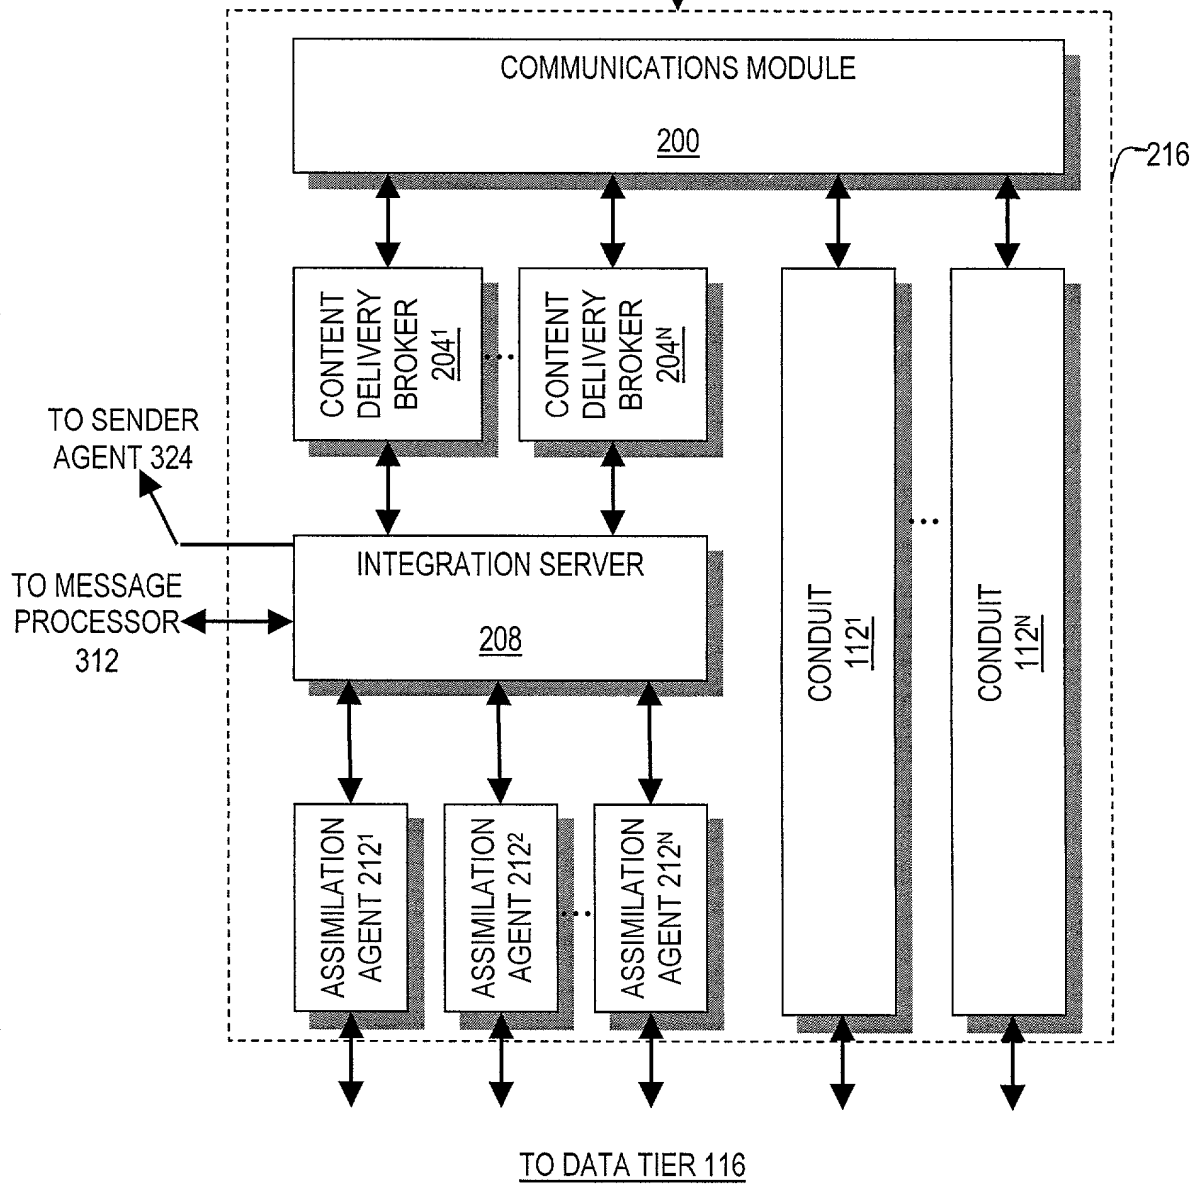 COMMUNICATIONS MODULE
200
216
CONTENT
DELIVERY
BROKER
204¹
...
CONTENT
DELIVERY
BROKER
204ᴺ
TO SENDER
AGENT 324
INTEGRATION SERVER
208
TO MESSAGE
PROCESSOR
312
CONDUIT
112¹
...
CONDUIT
112ᴺ
ASSIMILATION
AGENT 212¹
ASSIMILATION
AGENT 212²
...
ASSIMILATION
AGENT 212ᴺ
TO DATA TIER 116